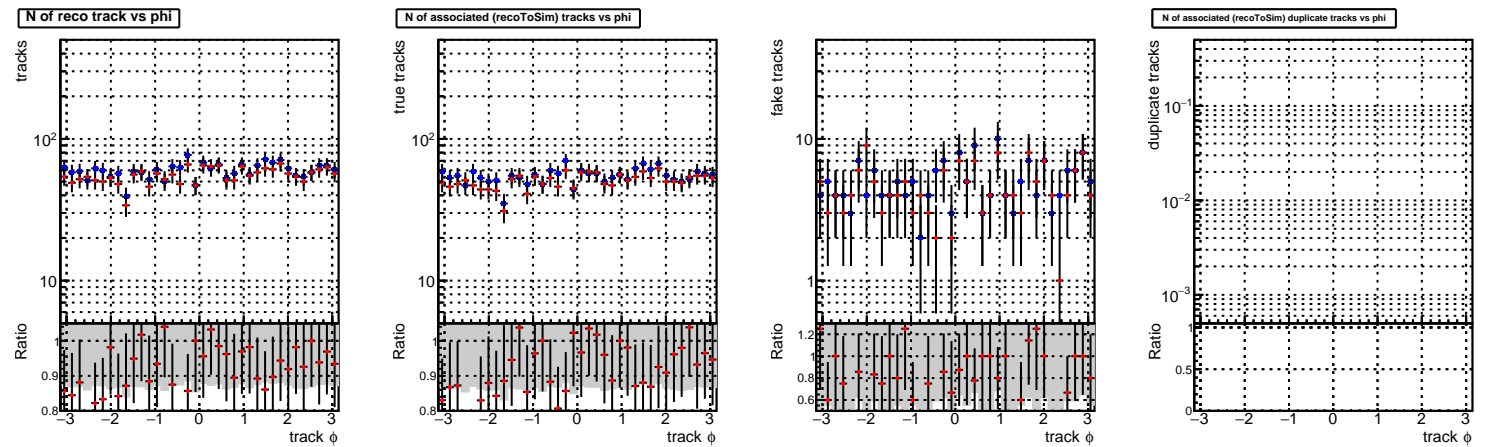 N of reco track vs phi
tracks
10²
10
Ratio
1
0.9
0.8
−3 −2 −1 0 1 2 3
track ϕ
N of associated (recoToSim) tracks vs phi
true tracks
10²
10
Ratio
1
0.9
0.8
−3 −2 −1 0 1 2 3
track ϕ
fake tracks
10
1
Ratio
1.2
1
0.8
0.6
−3 −2 −1 0 1 2 3
track ϕ
N of associated (recoToSim) duplicate tracks vs phi
duplicate tracks
10⁻¹
10⁻²
10⁻³
Ratio
1
0.5
0
−3 −2 −1 0 1 2 3
track ϕ